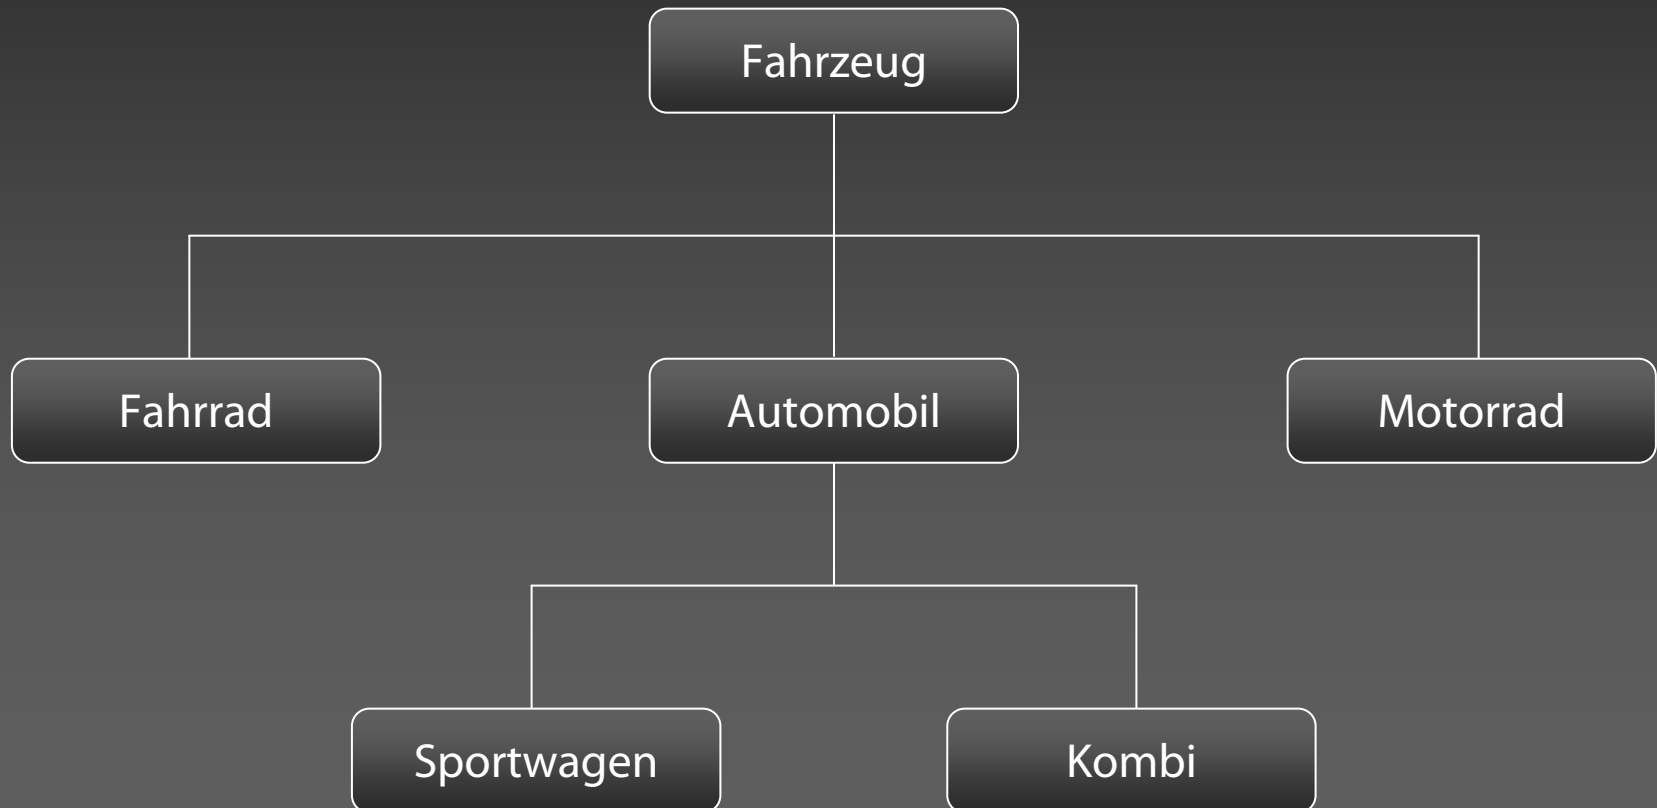 Fahrzeug
Fahrrad
Automobil
Motorrad
Sportwagen
Kombi